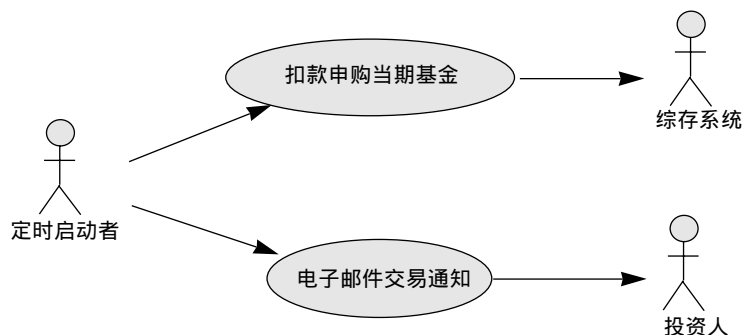 扣款申购当期基金
综存系统
定时启动者
电子邮件交易通知
投资人